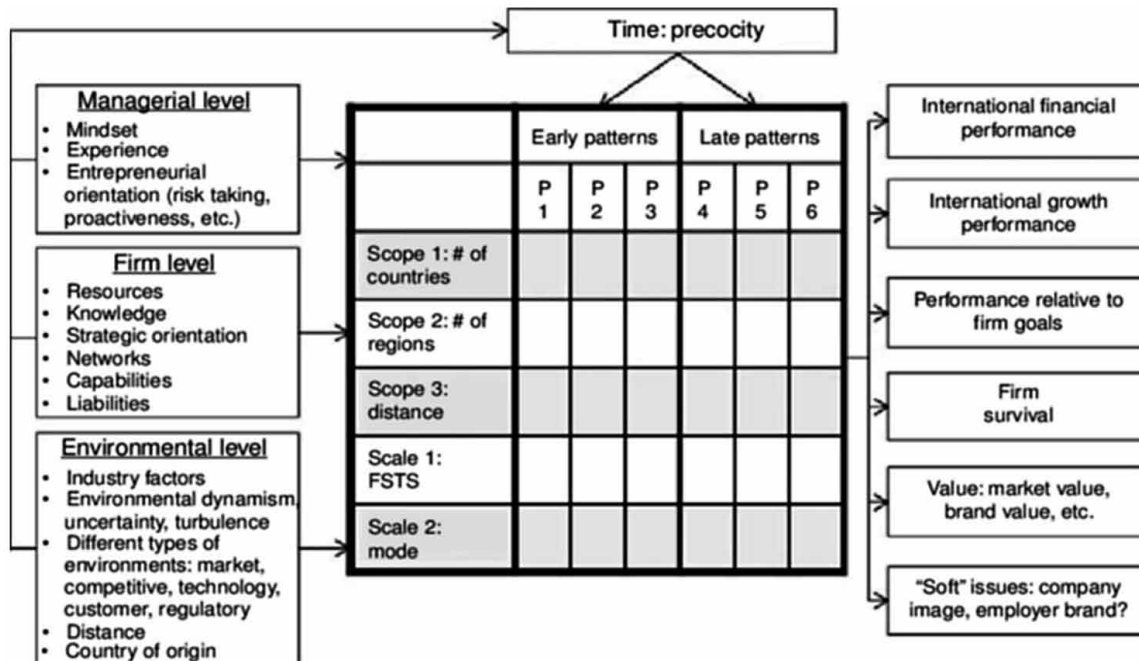 Time: precocity
Managerial level
• Mindset
• Experience
• Entrepreneurial
orientation (risk taking,
proactiveness, etc.)
Firm level
• Resources
• Knowledge
• Strategic orientation
• Networks
• Capabilities
• Liabilities
Environmental level
• Industry factors
• Environmental dynamism,
uncertainty, turbulence
• Different types of
environments: market,
competitive, technology,
customer, regulatory
• Distance
• Country of origin
Early patterns
Late patterns
P 1
P 2
P 3
P 4
P 5
P 6
Scope 1: # of
countries
Scope 2: # of
regions
Scope 3:
distance
Scale 1:
FSTS
Scale 2:
mode
International financial
performance
International growth
performance
Performance relative to
firm goals
Firm
survival
Value: market value,
brand value, etc.
“Soft” issues: company
image, employer brand?